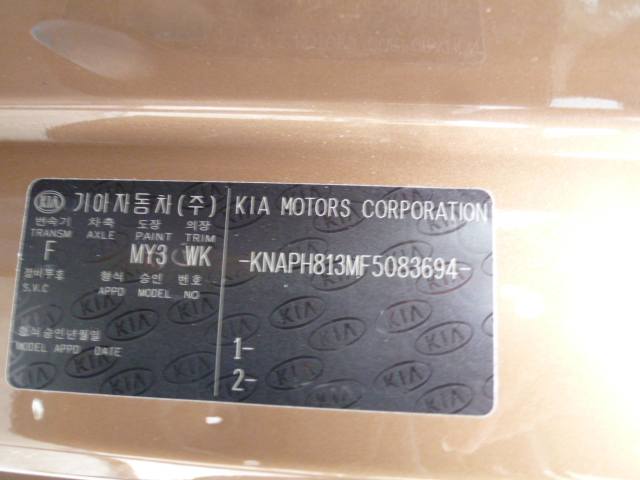 KIA 기아자동차(주) KIA MOTORS CORPORATION
변속기 차축 도장 의장
TRANSM AXLE PAINT TRIM
F MY3 WK
-KNAPH813MF5083694-
정비부품 형식 승인 번호
S.V.C APPD MODEL NO
형식 승인년월일
MODEL APPD DATE
1-
2-